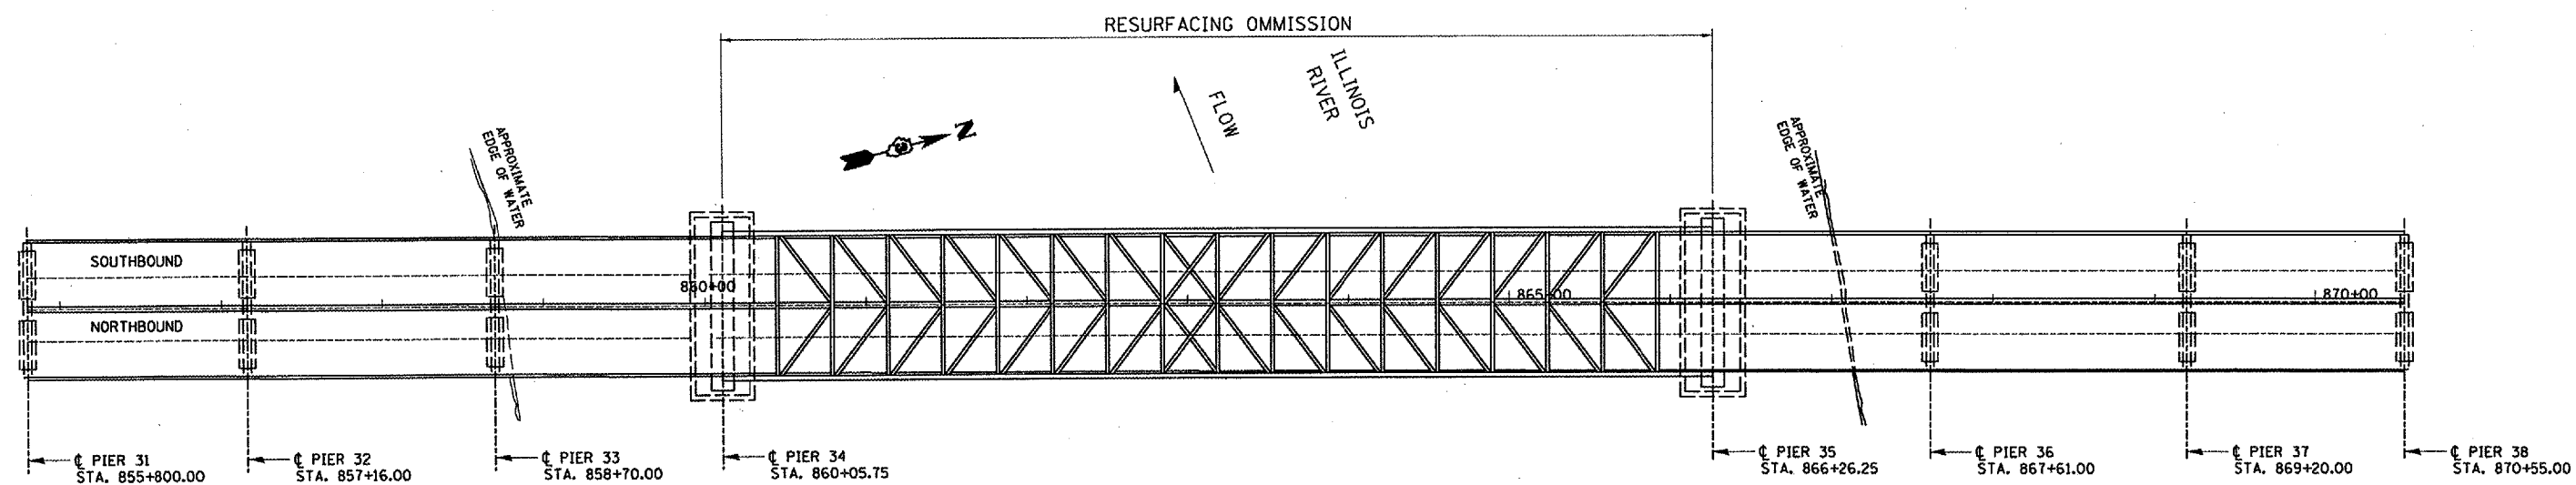 RESURFACING OMMISSION
ILLINOIS
RIVER
FLOW
N
APPROXIMATE
EDGE OF WATER
APPROXIMATE
EDGE OF WATER
SOUTHBOUND
860+00
865+00
870+00
NORTHBOUND
℄ PIER 31
STA. 855+800.00
℄ PIER 32
STA. 857+16.00
℄ PIER 33
STA. 858+70.00
℄ PIER 34
STA. 860+05.75
℄ PIER 35
STA. 866+26.25
℄ PIER 36
STA. 867+61.00
℄ PIER 37
STA. 869+20.00
℄ PIER 38
STA. 870+55.00